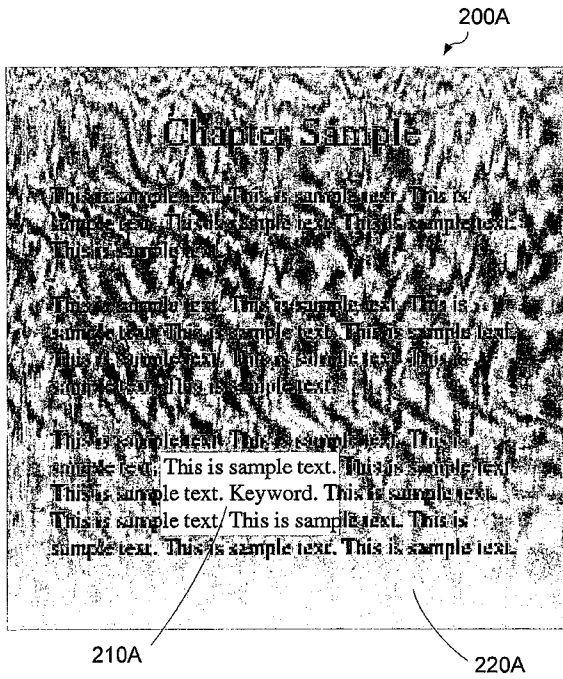 200A
Chapter Sample
This is sample text. This is sample text. This is
sample text. This is sample text. This is sample text.
This is sample text.
This is sample text. This is sample text. This is
sample text. This is sample text. This is sample text.
This is sample text. This is sample text. This is
sample text. This is sample text.
This is sample text. This is sample text. This is
sample text. This is sample text. This is sample text
This is sample text. Keyword. This is sample text.
This is sample text. This is sample text. This is
sample text. This is sample text. This is sample text.
210A
220A